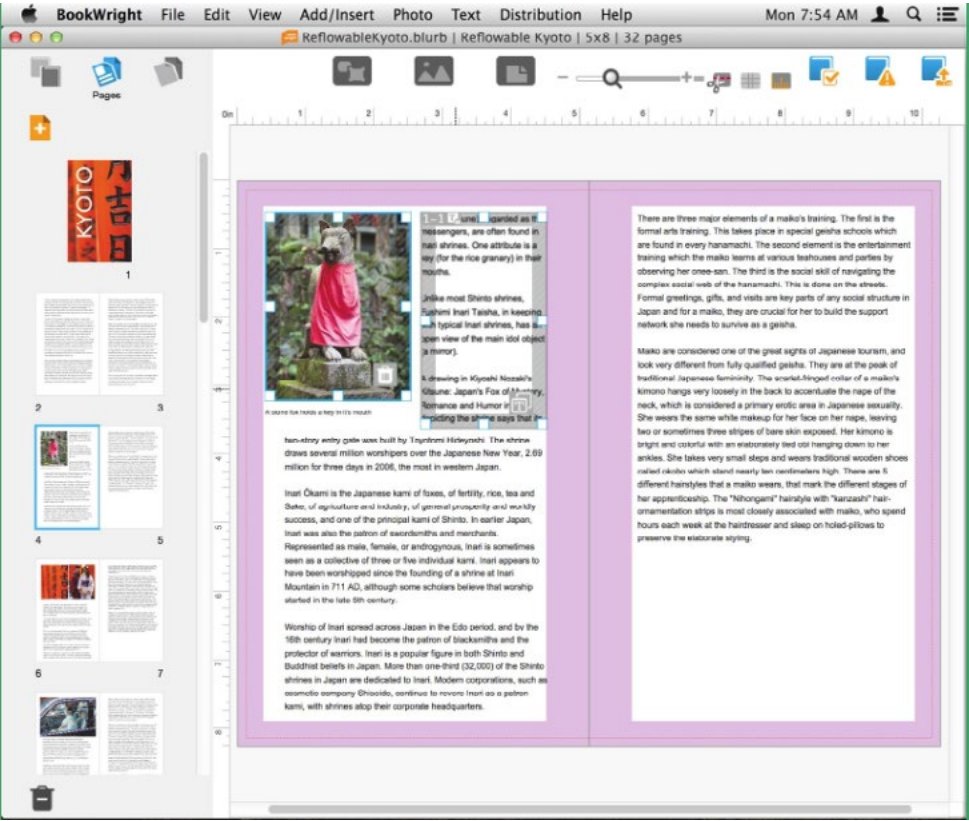 BookWright File Edit View Add/Insert Photo Text Distribution Help Mon 7:54 AM
ReflowableKyoto.blurb | Reflowable Kyoto | 5x8 | 32 pages
Pages
0in 1 2 3 4 5 6 7 8 9 10
KYOTO
月吉日
1
2 3
4 5
6 7
1-1 garded as
messengers, are often found in
nari shrines. One attribute is a
key (for the rice granary) in their
mouths.
Unlike most Shinto shrines,
Fushimi Inari Taisha, in keeping
typical Inari shrines, has
open view of the main idol object
(a mirror).
A drawing in Kiyoshi Nozaki's
Kitsune: Japan's Fox of Mystery,
Romance and Humor in
depicting the shrine says that it
A stone fox holds a key in it's mouth
two-story entry gate was built by Toyotomi Hideyoshi. The shrine
draws several million worshipers over the Japanese New Year, 2.69
million for three days in 2006, the most in western Japan.
Inari Ōkami is the Japanese kami of foxes, of fertility, rice, tea and
Sake, of agriculture and industry, of general prosperity and worldly
success, and one of the principal kami of Shinto. In earlier Japan,
Inari was also the patron of swordsmiths and merchants.
Represented as male, female, or androgynous, Inari is sometimes
seen as a collective of three or five individual kami. Inari appears to
have been worshipped since the founding of a shrine at Inari
Mountain in 711 AD, although some scholars believe that worship
started in the late 5th century.
Worship of Inari spread across Japan in the Edo period, and by the
16th century Inari had become the patron of blacksmiths and the
protector of warriors. Inari is a popular figure in both Shinto and
Buddhist beliefs in Japan. More than one-third (32,000) of the Shinto
shrines in Japan are dedicated to Inari. Modern corporations, such as
cosmetic company Shiseido, continue to revere Inari as a patron
kami, with shrines atop their corporate headquarters.
There are three major elements of a maiko's training. The first is the
formal arts training. This takes place in special geisha schools which
are found in every hanamachi. The second element is the entertainment
training which the maiko learns at various teahouses and parties by
observing her onee-san. The third is the social skill of navigating the
complex social web of the hanamachi. This is done on the streets.
Formal greetings, gifts, and visits are key parts of any social structure in
Japan and for a maiko, they are crucial for her to build the support
network she needs to survive as a geisha.
Maiko are considered one of the great sights of Japanese tourism, and
look very different from fully qualified geisha. They are at the peak of
traditional Japanese femininity. The scarlet-fringed collar of a maiko's
kimono hangs very loosely in the back to accentuate the nape of the
neck, which is considered a primary erotic area in Japanese sexuality.
She wears the same white makeup for her face on her nape, leaving
two or sometimes three stripes of bare skin exposed. Her kimono is
bright and colorful with an elaborately tied obi hanging down to her
ankles. She takes very small steps and wears traditional wooden shoes
called okobo which stand nearly ten centimeters high. There are 5
different hairstyles that a maiko wears, that mark the different stages of
her apprenticeship. The "Nihongami" hairstyle with "kanzashi" hair-
ornamentation strips is most closely associated with maiko, who spend
hours each week at the hairdresser and sleep on holed-pillows to
preserve the elaborate styling.